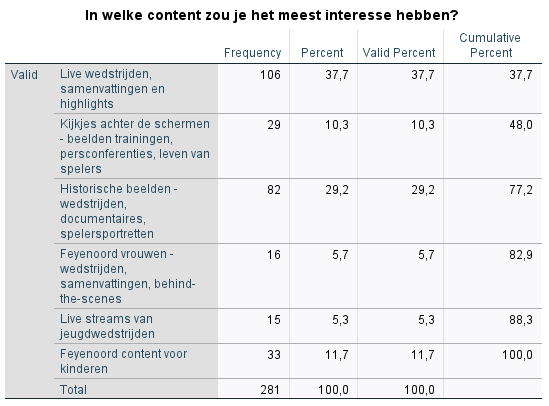 In welke content zou je het meest interesse hebben?
Frequency Percent Valid Percent Cumulative Percent
Valid Live wedstrijden, samenvattingen en highlights 106 37,7 37,7 37,7
Kijkjes achter de schermen - beelden trainingen, persconferenties, leven van spelers 29 10,3 10,3 48,0
Historische beelden - wedstrijden, documentaires, spelersportretten 82 29,2 29,2 77,2
Feyenoord vrouwen - wedstrijden, samenvattingen, behind-the-scenes 16 5,7 5,7 82,9
Live streams van jeugdwedstrijden 15 5,3 5,3 88,3
Feyenoord content voor kinderen 33 11,7 11,7 100,0
Total 281 100,0 100,0